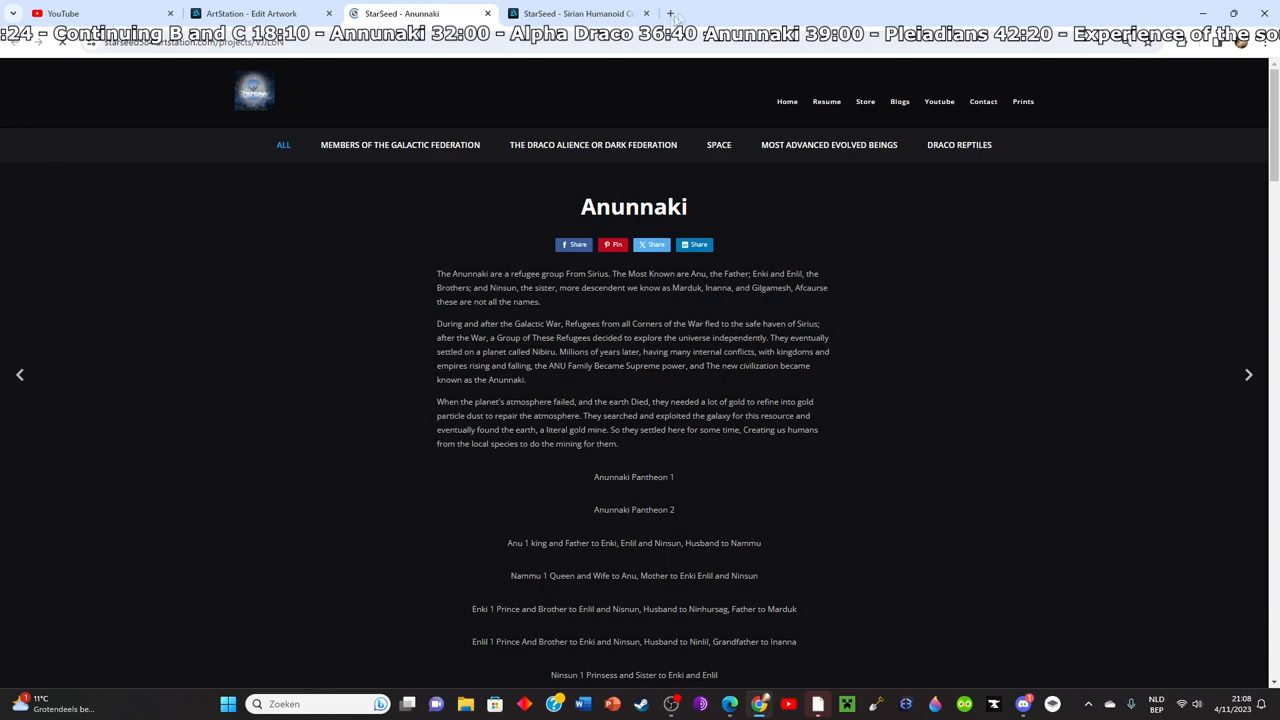 YouTube
ArtStation - Edit Artwork
StarSeed - Anunnaki
StarSeed - Sirian Humanoid C
:24 - Continuing B and C 18:10 - Annunaki 32:00 - Alpha Draco 36:40 Anunnaki 39:00 - Pleiadians 42:20 - Experience of the so
Home Resume Store Blogs Youtube Contact Prints
ALL MEMBERS OF THE GALACTIC FEDERATION THE DRACO ALIENCE OR DARK FEDERATION SPACE MOST ADVANCED EVOLVED BEINGS DRACO REPTILES
Anunnaki
Share Pin Share Share
The Anunnaki are a refugee group From Sirius. The Most Known are Anu, the Father; Enki and Enlil, the
Brothers; and Ninsun, the sister, more descendent we know as Marduk, Inanna, and Gilgamesh, Afcaurse
these are not all the names.
During and after the Galactic War, Refugees from all Corners of the War fled to the safe haven of Sirius;
after the War, a Group of These Refugees decided to explore the universe independently. They eventually
settled on a planet called Nibiru. Millions of years later, having many internal conflicts, with kingdoms and
empires rising and falling, the ANU Family Became Supreme power, and The new civilization became
known as the Anunnaki.
When the planet's atmosphere failed, and the earth Died, they needed a lot of gold to refine into gold
particle dust to repair the atmosphere. They searched and exploited the galaxy for this resource and
eventually found the earth, a literal gold mine. So they settled here for some time, Creating us humans
from the local species to do the mining for them.
Anunnaki Pantheon 1
Anunnaki Pantheon 2
Anu 1 king and Father to Enki, Enlil and Ninsun, Husband to Nammu
Nammu 1 Queen and Wife to Anu, Mother to Enki Enlil and Ninsun
Enki 1 Prince and Brother to Enlil and Nisnun, Husband to Ninhursag, Father to Marduk
Enlil 1 Prince And Brother to Enki and Ninsun, Husband to Ninlil, Grandfather to Inanna
Ninsun 1 Prinsess and Sister to Enki and Enlil
1
11°C
Grotendeels be...
Zoeken
1
NLD
BEP
21:08
4/11/2023